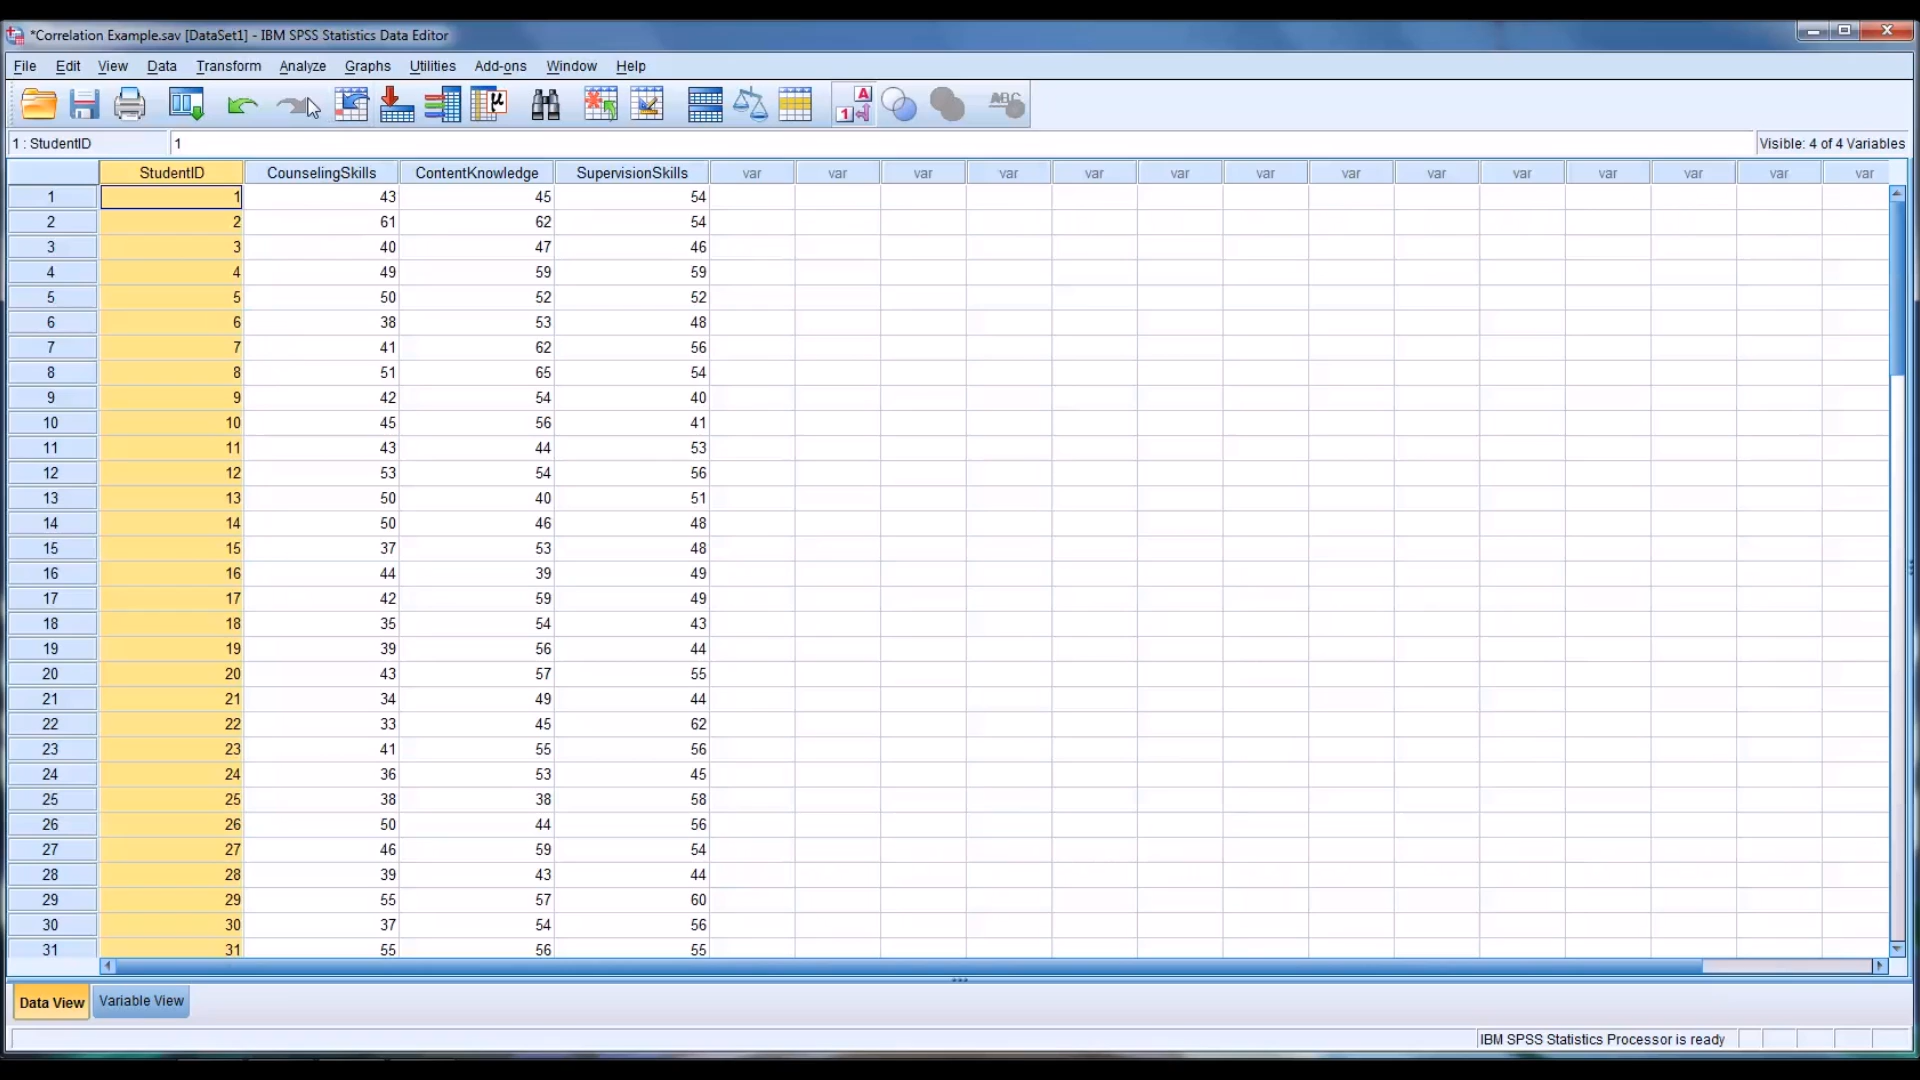 *Correlation Example.sav [DataSet1] - IBM SPSS Statistics Data Editor
File Edit View Data Transform Analyze Graphs Utilities Add-ons Window Help
1 : StudentID 1 Visible: 4 of 4 Variables
StudentID CounselingSkills ContentKnowledge SupervisionSkills var var var var var var var var var var var var var var
1 1 43 45 54
2 2 61 62 54
3 3 40 47 46
4 4 49 59 59
5 5 50 52 52
6 6 38 53 48
7 7 41 62 56
8 8 51 65 54
9 9 42 54 40
10 10 45 56 41
11 11 43 44 53
12 12 53 54 56
13 13 50 40 51
14 14 50 46 48
15 15 37 53 48
16 16 44 39 49
17 17 42 59 49
18 18 35 54 43
19 19 39 56 44
20 20 43 57 55
21 21 34 49 44
22 22 33 45 62
23 23 41 55 56
24 24 36 53 45
25 25 38 38 58
26 26 50 44 56
27 27 46 59 54
28 28 39 43 44
29 29 55 57 60
30 30 37 54 56
31 31 55 56 55
Data View Variable View
IBM SPSS Statistics Processor is ready